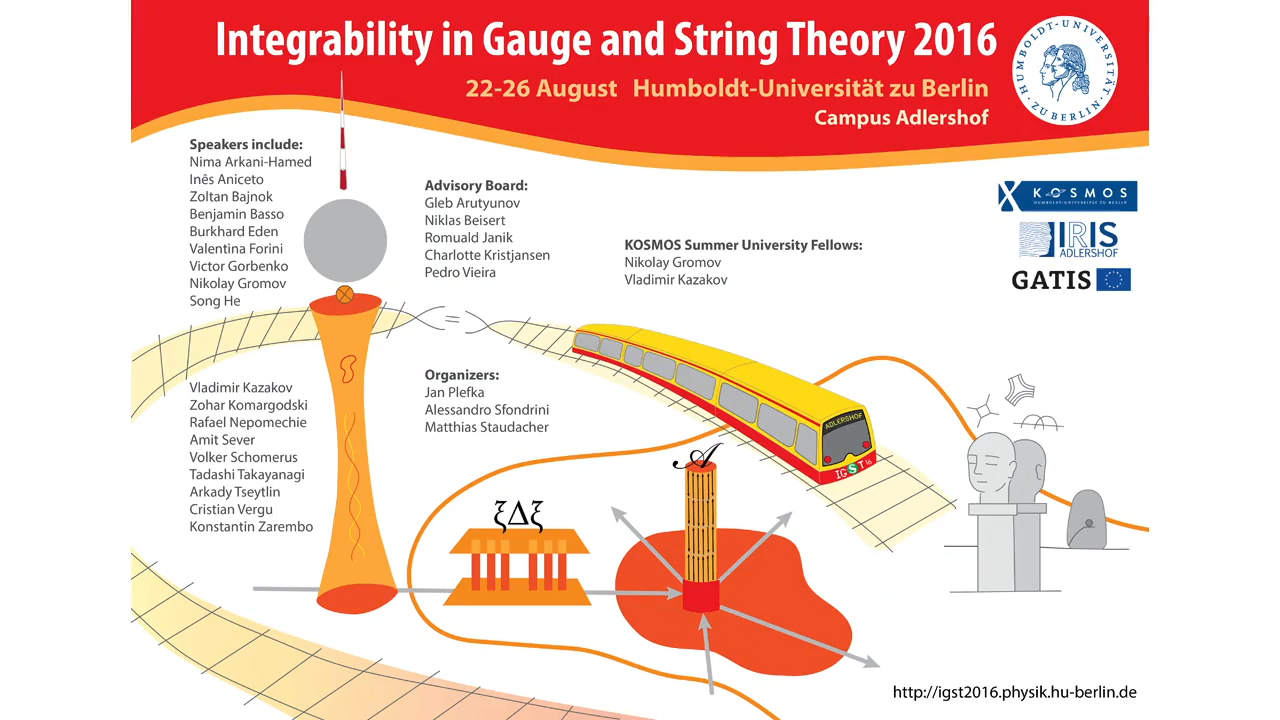 Integrability in Gauge and String Theory 2016
22-26 August Humboldt-Universität zu Berlin
Campus Adlershof
HUMBOLDT-UNIVERSITÄT ZU BERLIN
Speakers include:
Nima Arkani-Hamed
Inês Aniceto
Zoltan Bajnok
Benjamin Basso
Burkhard Eden
Valentina Forini
Victor Gorbenko
Nikolay Gromov
Song He
Vladimir Kazakov
Zohar Komargodski
Rafael Nepomechie
Amit Sever
Volker Schomerus
Tadashi Takayanagi
Arkady Tseytlin
Cristian Vergu
Konstantin Zarembo
Advisory Board:
Gleb Arutyunov
Niklas Beisert
Romuald Janik
Charlotte Kristjansen
Pedro Vieira
Organizers:
Jan Plefka
Alessandro Sfondrini
Matthias Staudacher
KOSMOS Summer University Fellows:
Nikolay Gromov
Vladimir Kazakov
KOSMOS
HUMBOLDT-UNIVERSITÄT ZU BERLIN
IRIS
ADLERSHOF
GATIS
=
ADLERSHOF
IGST16
A
ξΔξ
http://igst2016.physik.hu-berlin.de